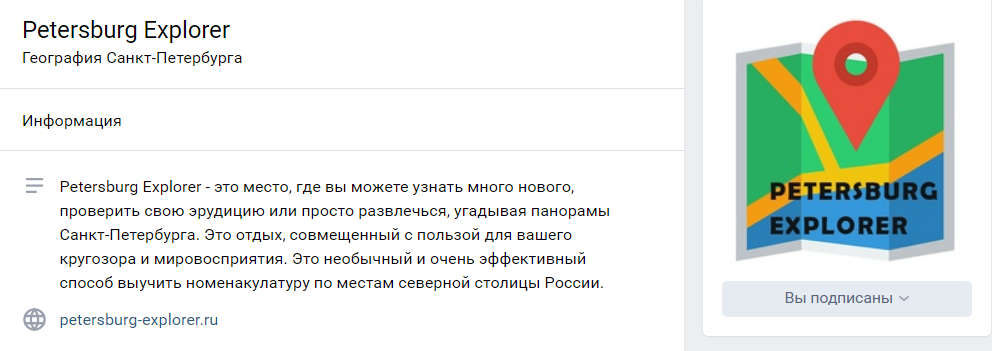 Petersburg Explorer
География Санкт-Петербурга
Информация
Petersburg Explorer - это место, где вы можете узнать много нового,
проверить свою эрудицию или просто развлечься, угадывая панорамы
Санкт-Петербурга. Это отдых, совмещенный с пользой для вашего
кругозора и мировосприятия. Это необычный и очень эффективный
способ выучить номенакулатуру по местам северной столицы России.
petersburg-explorer.ru
PETERSBURG
EXPLORER
Вы подписаны